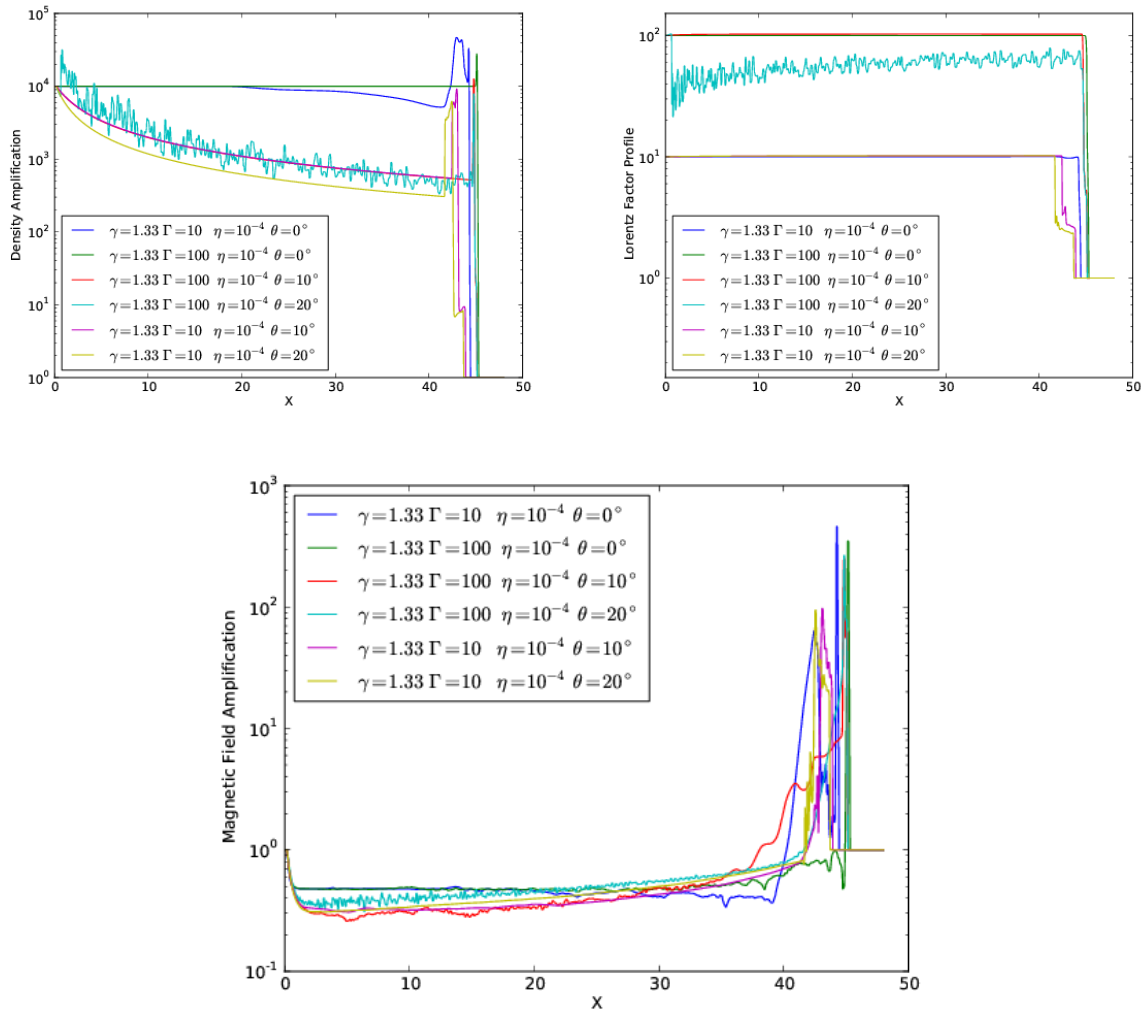 10^5
10^4
10^3
10^2
10^1
10^0
Density Amplification
γ=1.33 Γ=10 η=10^{-4} θ=0°
γ=1.33 Γ=100 η=10^{-4} θ=0°
γ=1.33 Γ=100 η=10^{-4} θ=10°
γ=1.33 Γ=100 η=10^{-4} θ=20°
γ=1.33 Γ=10 η=10^{-4} θ=10°
γ=1.33 Γ=10 η=10^{-4} θ=20°
0 10 20 30 40 50
X
10^2
10^1
10^0
Lorentz Factor Profile
γ=1.33 Γ=10 η=10^{-4} θ=0°
γ=1.33 Γ=100 η=10^{-4} θ=0°
γ=1.33 Γ=100 η=10^{-4} θ=10°
γ=1.33 Γ=100 η=10^{-4} θ=20°
γ=1.33 Γ=10 η=10^{-4} θ=10°
γ=1.33 Γ=10 η=10^{-4} θ=20°
0 10 20 30 40 50
X
10^3
10^2
10^1
10^0
10^{-1}
Magnetic Field Amplification
γ=1.33 Γ=10 η=10^{-4} θ=0°
γ=1.33 Γ=100 η=10^{-4} θ=0°
γ=1.33 Γ=100 η=10^{-4} θ=10°
γ=1.33 Γ=100 η=10^{-4} θ=20°
γ=1.33 Γ=10 η=10^{-4} θ=10°
γ=1.33 Γ=10 η=10^{-4} θ=20°
0 10 20 30 40 50
X